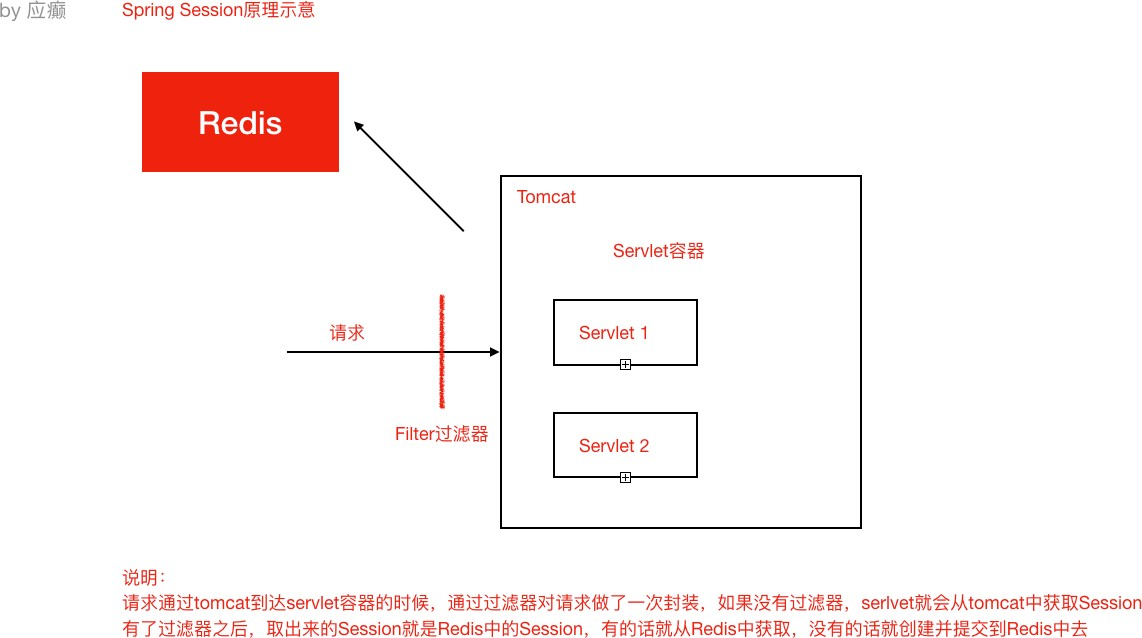 by 应癫
Spring Session原理示意
Redis
Tomcat
Servlet容器
请求
Servlet 1
Filter过滤器
Servlet 2
说明：
请求通过tomcat到达servlet容器的时候，通过过滤器对请求做了一次封装，如果没有过滤器，serlvet就会从tomcat中获取Session
有了过滤器之后，取出来的Session就是Redis中的Session，有的话就从Redis中获取，没有的话就创建并提交到Redis中去